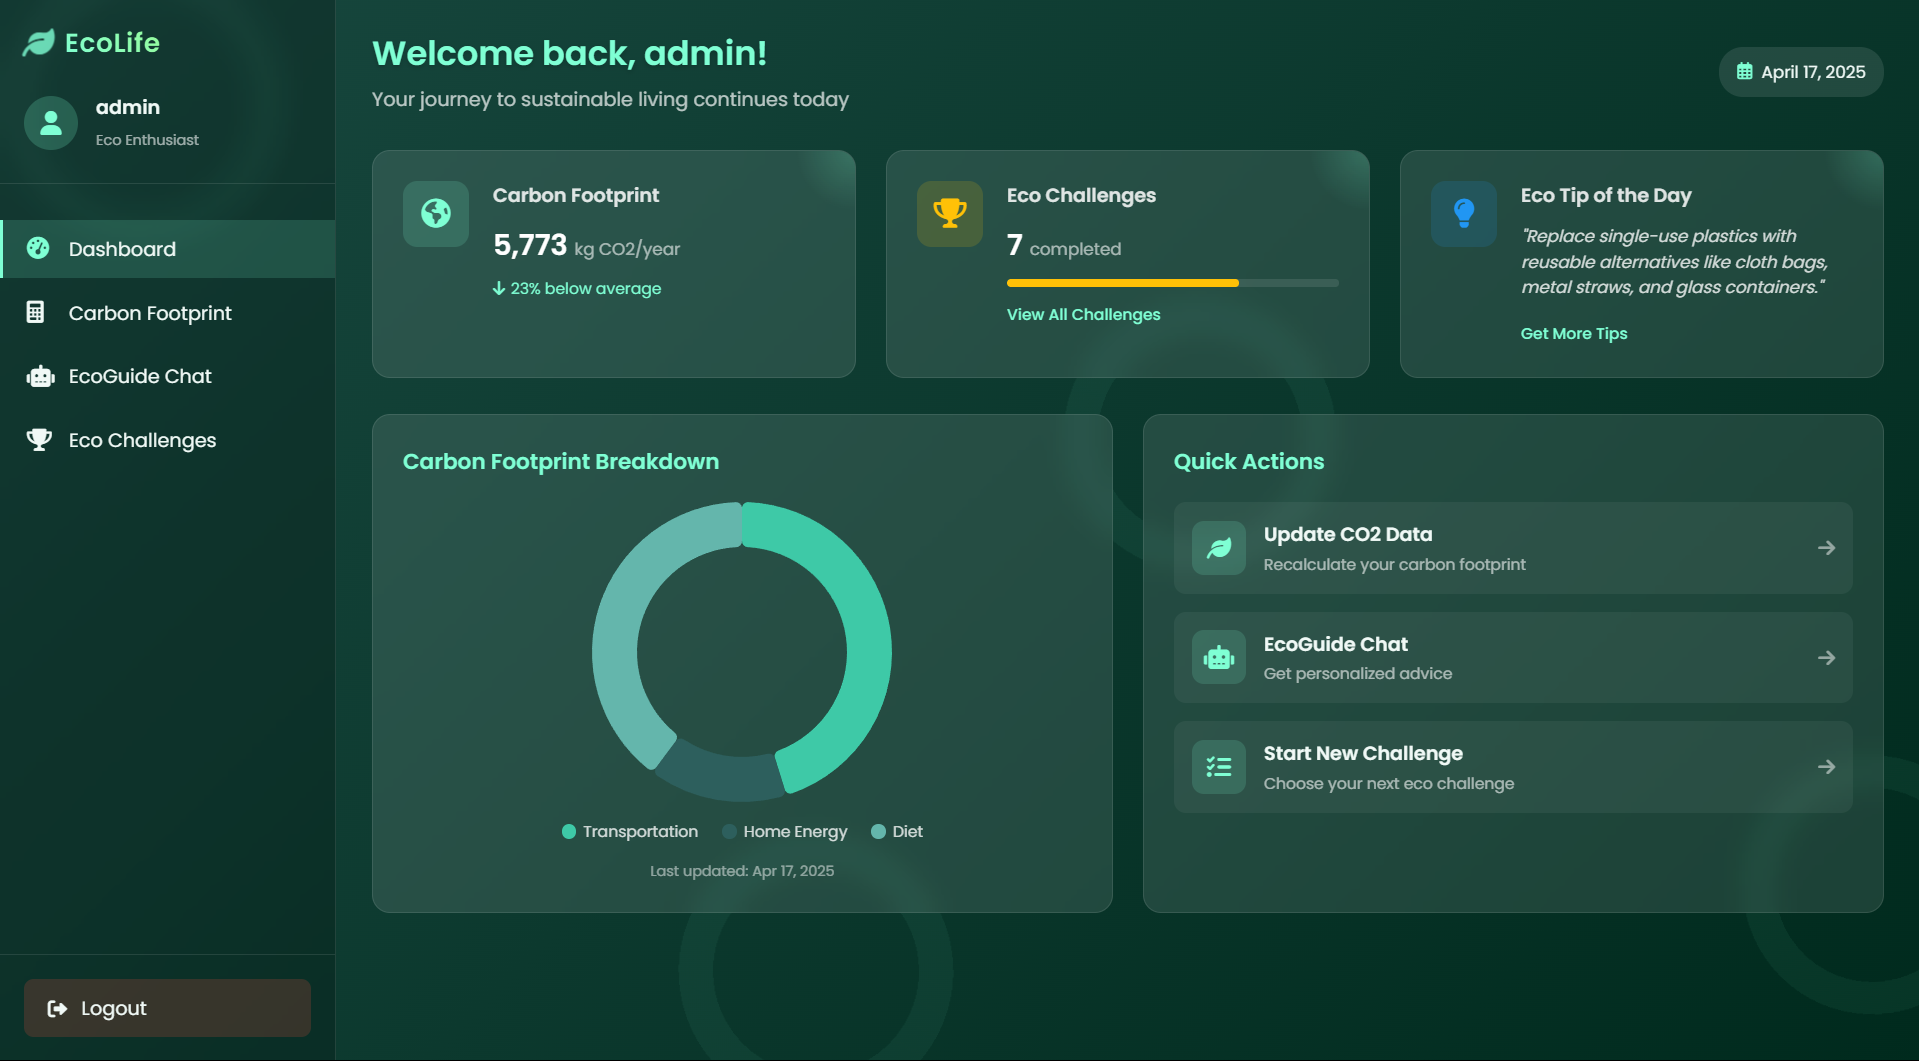 EcoLife
admin
Eco Enthusiast
Dashboard
Carbon Footprint
EcoGuide Chat
Eco Challenges
Logout
Welcome back, admin!
Your journey to sustainable living continues today
April 17, 2025
Carbon Footprint
5,773 kg CO2/year
23% below average
Eco Challenges
7 completed
View All Challenges
Eco Tip of the Day
"Replace single-use plastics with
reusable alternatives like cloth bags,
metal straws, and glass containers."
Get More Tips
Carbon Footprint Breakdown
Transportation Home Energy Diet
Last updated: Apr 17, 2025
Quick Actions
Update CO2 Data
Recalculate your carbon footprint
EcoGuide Chat
Get personalized advice
Start New Challenge
Choose your next eco challenge